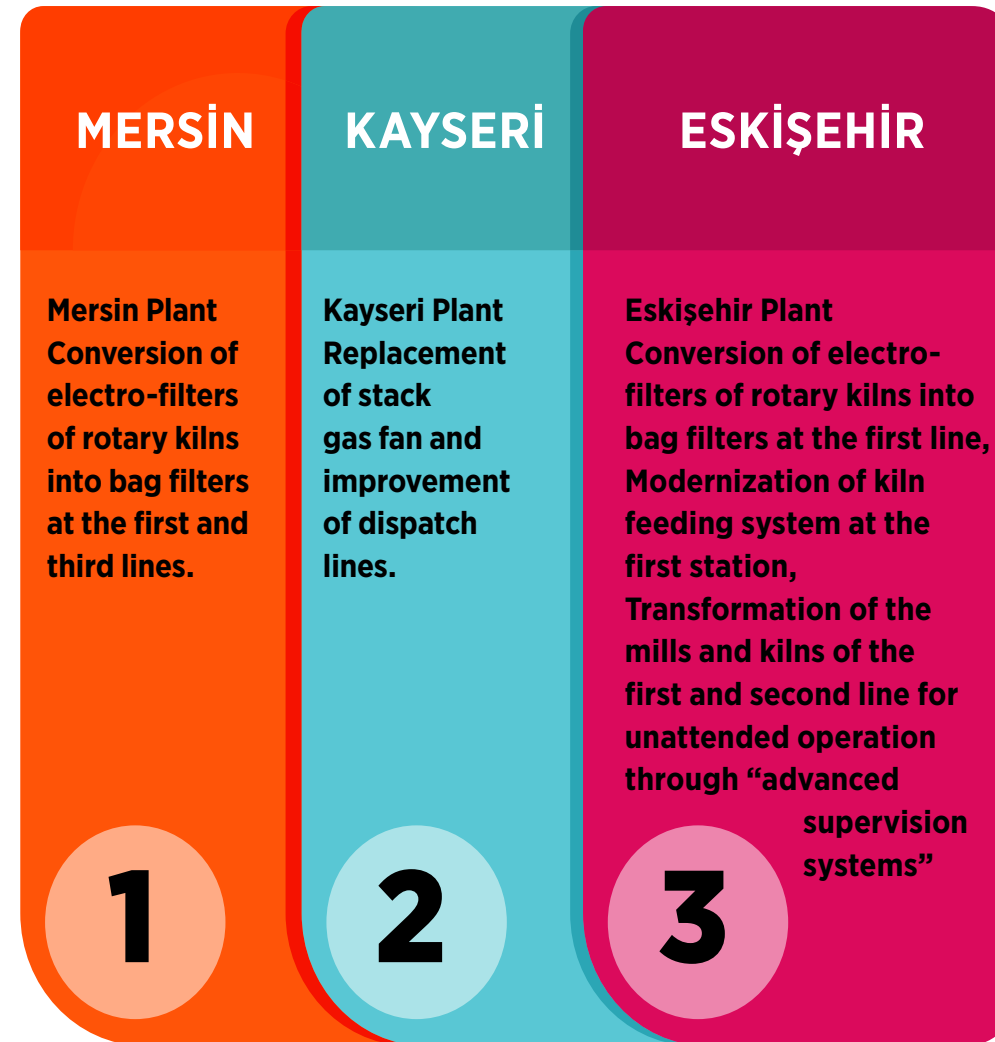 MERSİN
Mersin Plant
Conversion of
electro-filters
of rotary kilns
into bag filters
at the first and
third lines.
1
KAYSERİ
Kayseri Plant
Replacement
of stack
gas fan and
improvement
of dispatch
lines.
2
ESKİŞEHİR
Eskişehir Plant
Conversion of electro-
filters of rotary kilns into
bag filters at the first line,
Modernization of kiln
feeding system at the
first station,
Transformation of the
mills and kilns of the
first and second line for
unattended operation
through “advanced
supervision
systems”
3